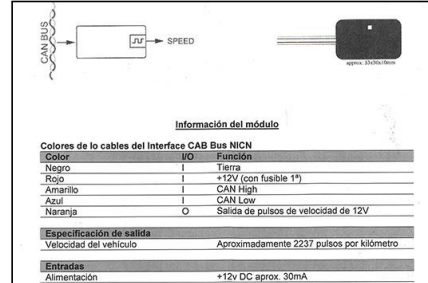 CAN BUS
SPEED
approx. 53x30x10mm
Información del módulo
Colores de lo cables del Interface CAB Bus NICN
Color I/O Función
Negro I Tierra
Rojo I +12V (con fusible 1ª)
Amarillo I CAN High
Azul I CAN Low
Naranja O Salida de pulsos de velocidad de 12V
Especificación de salida
Velocidad del vehículo Aproximadamente 2237 pulsos por kilómetro
Entradas
Alimentación +12v DC aprox. 30mA